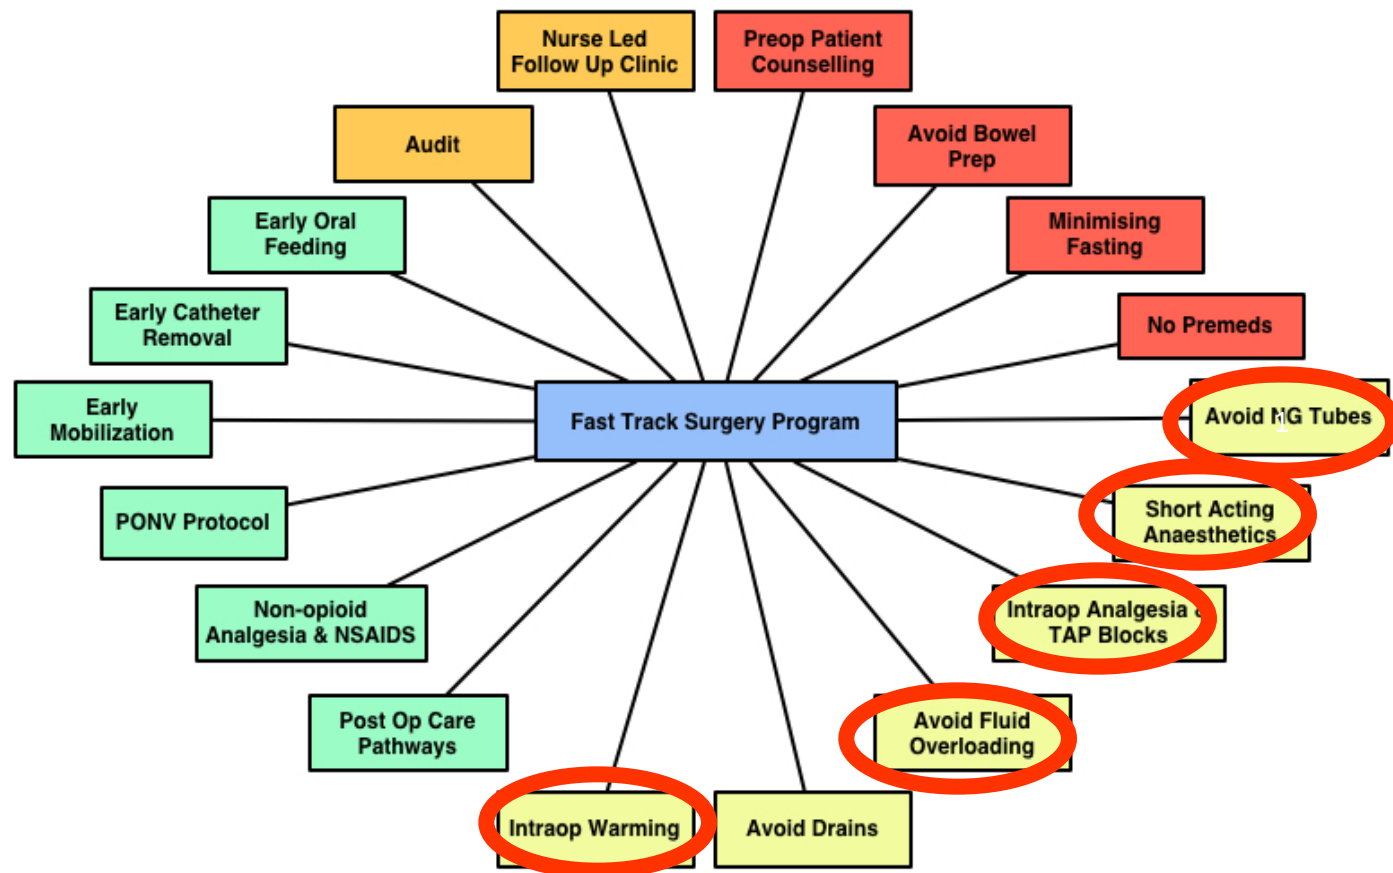 Nurse Led
Follow Up Clinic
Preop Patient
Counselling
Audit
Avoid Bowel
Prep
Early Oral
Feeding
Minimising
Fasting
Early Catheter
Removal
No Premeds
Early
Mobilization
Fast Track Surgery Program
Avoid NG Tubes
1
PONV Protocol
Short Acting
Anaesthetics
Non-opioid
Analgesia & NSAIDS
Intraop Analgesia &
TAP Blocks
Post Op Care
Pathways
Avoid Fluid
Overloading
Intraop Warming
Avoid Drains